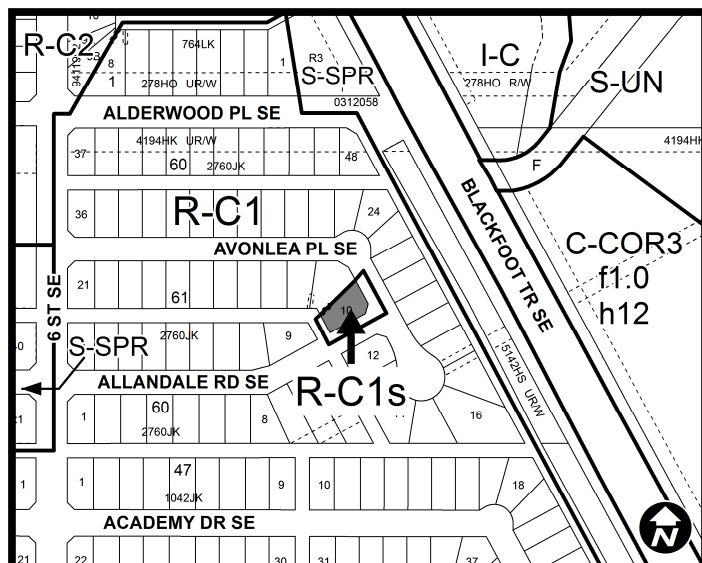 R-C2
764LK
8
1
278HO UR/W
1
R3
S-SPR
0312058
I-C
278HO R/W
S-UN
ALDERWOOD PL SE
4194HK UR/W
37
60
2760JK
48
4194HK
F
36
R-C1
24
AVONLEA PL SE
BLACKFOOT TR SE
C-COR3
f1.0
h12
21
61
10
6 ST SE
2760JK
9
S-SPR
12
ALLANDALE RD SE
R-C1s
5142HS UR/W
1
60
2760JK
8
16
1
1
47
1042JK
9
10
18
ACADEMY DR SE
21
22
30
31
37
N